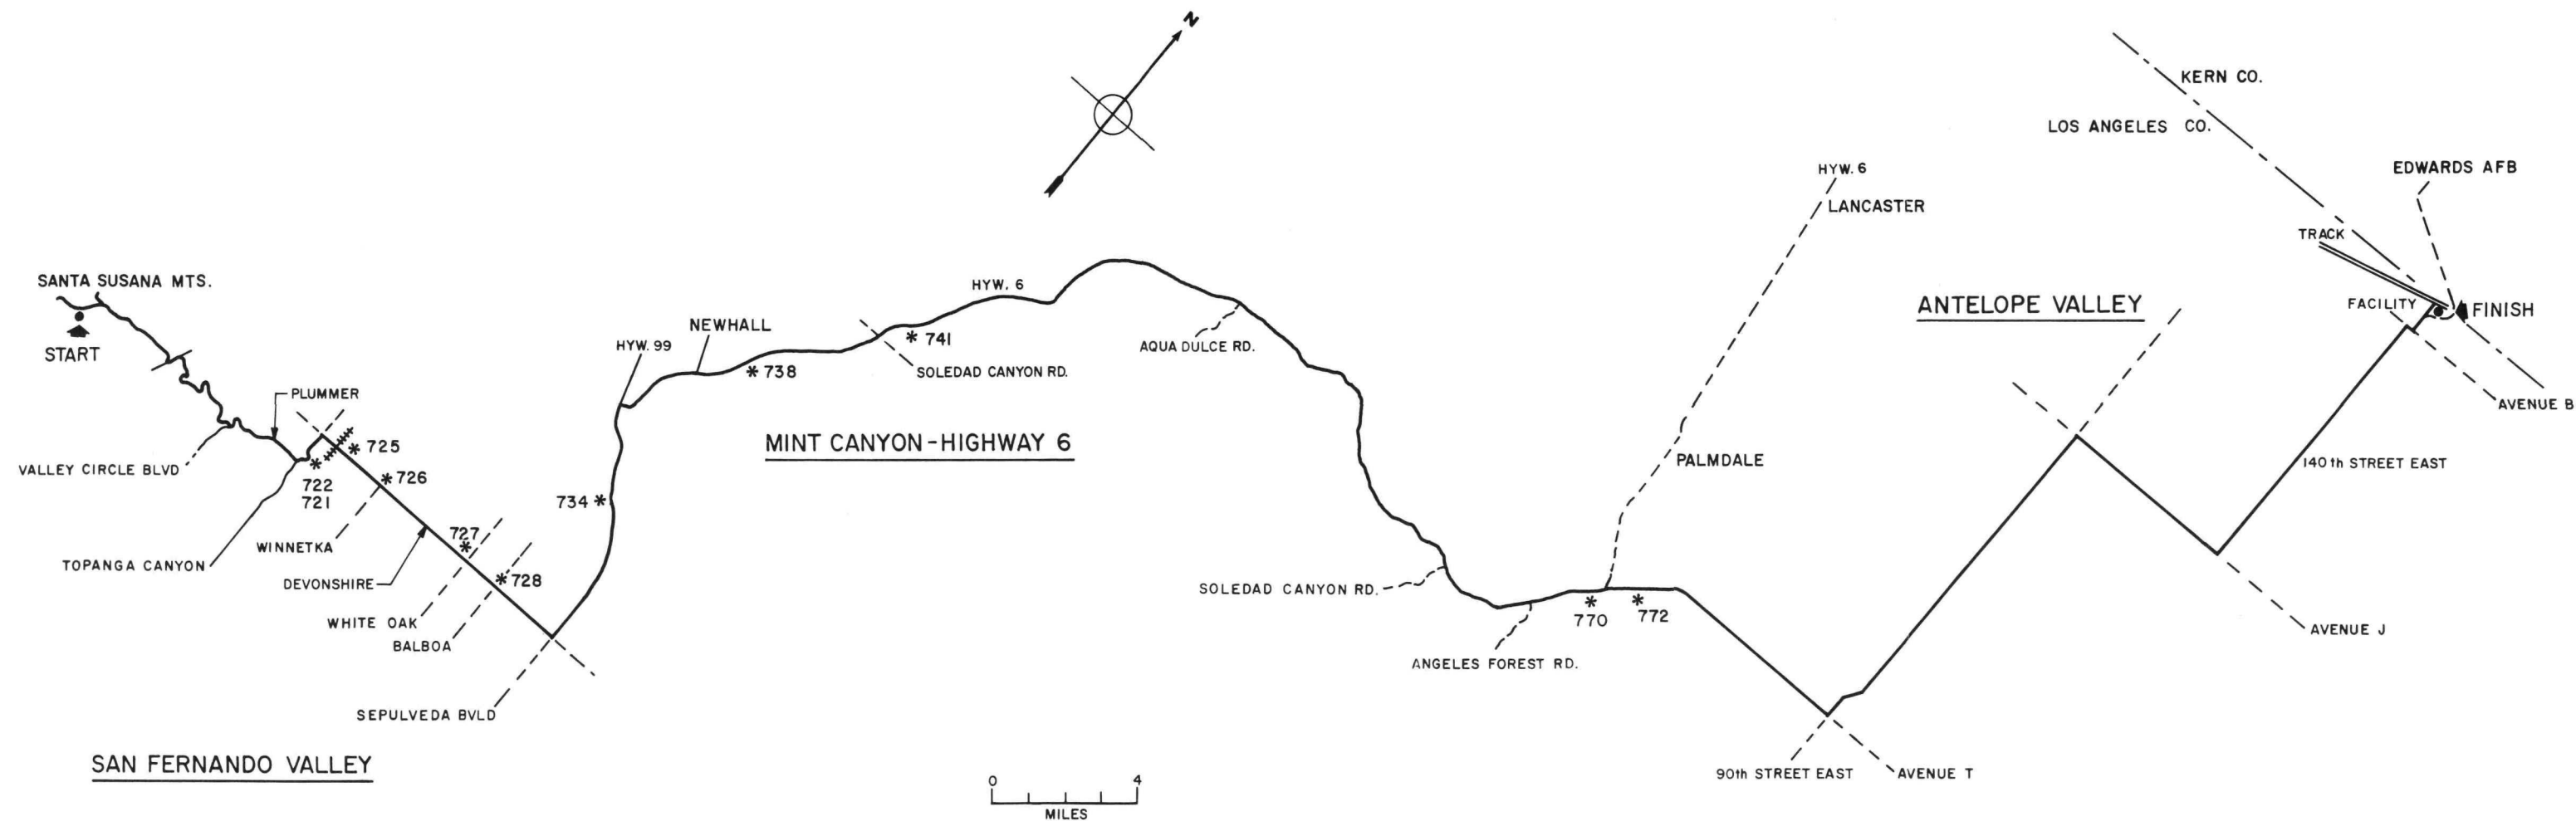 N
KERN CO.
LOS ANGELES CO.
HYW. 6
LANCASTER
EDWARDS AFB
TRACK
SANTA SUSANA MTS.
START
HYW. 6
ANTELOPE VALLEY
FACILITY
FINISH
NEWHALL
HYW. 99
* 741
AQUA DULCE RD.
* 738
SOLEDAD CANYON RD.
PLUMMER
AVENUE B
MINT CANYON-HIGHWAY 6
* 725
VALLEY CIRCLE BLVD
*
722
721
* 726
PALMDALE
140th STREET EAST
734 *
727
*
WINNETKA
TOPANGA CANYON
DEVONSHIRE
* 728
SOLEDAD CANYON RD.
*
770
*
772
WHITE OAK
BALBOA
AVENUE J
ANGELES FOREST RD.
SEPULVEDA BVLD
SAN FERNANDO VALLEY
90th STREET EAST
AVENUE T
0 4
MILES